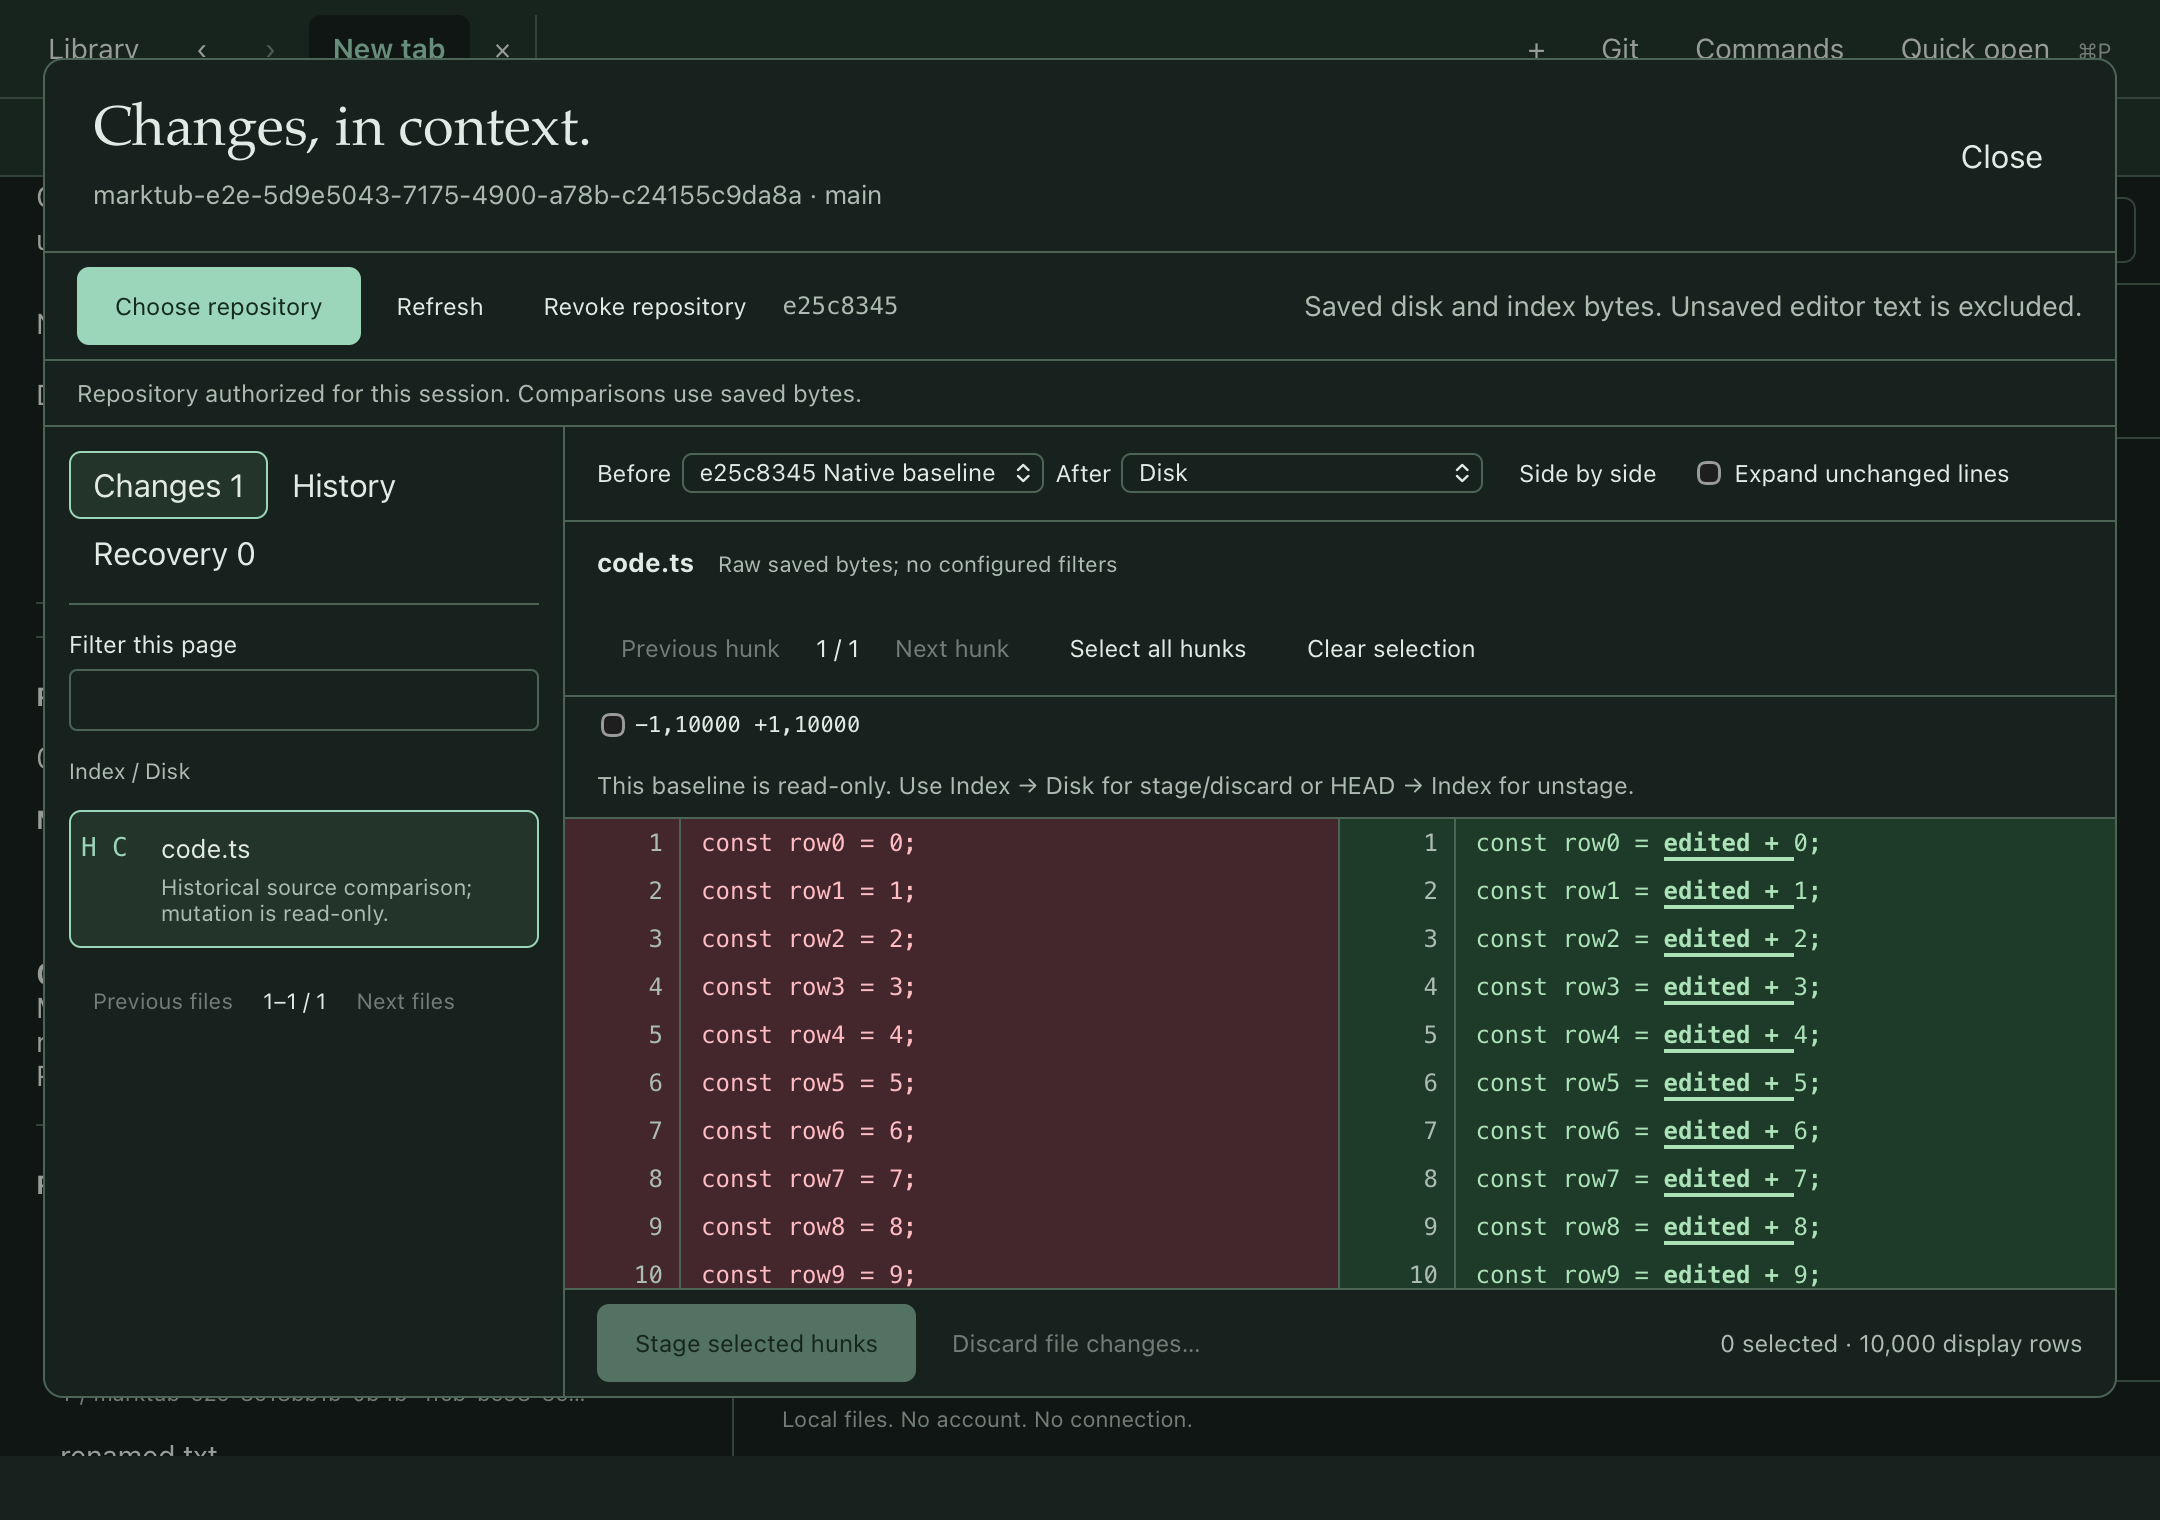 Library ‹ › New tab × + Git Commands Quick open ⌘P
Changes, in context.
marktub-e2e-5d9e5043-7175-4900-a78b-c24155c9da8a · main
Close
Choose repository Refresh Revoke repository e25c8345 Saved disk and index bytes. Unsaved editor text is excluded.
Repository authorized for this session. Comparisons use saved bytes.
Changes 1 History
Recovery 0
Filter this page
Index / Disk
H C code.ts
Historical source comparison;
mutation is read-only.
Previous files 1–1 / 1 Next files
Before e25c8345 Native baseline After Disk Side by side Expand unchanged lines
code.ts Raw saved bytes; no configured filters
Previous hunk 1 / 1 Next hunk Select all hunks Clear selection
−1,10000 +1,10000
This baseline is read-only. Use Index → Disk for stage/discard or HEAD → Index for unstage.
1 const row0 = 0; 1 const row0 = edited + 0;
2 const row1 = 1; 2 const row1 = edited + 1;
3 const row2 = 2; 3 const row2 = edited + 2;
4 const row3 = 3; 4 const row3 = edited + 3;
5 const row4 = 4; 5 const row4 = edited + 4;
6 const row5 = 5; 6 const row5 = edited + 5;
7 const row6 = 6; 7 const row6 = edited + 6;
8 const row7 = 7; 8 const row7 = edited + 7;
9 const row8 = 8; 9 const row8 = edited + 8;
10 const row9 = 9; 10 const row9 = edited + 9;
Stage selected hunks Discard file changes… 0 selected · 10,000 display rows
Local files. No account. No connection.
renamed.txt